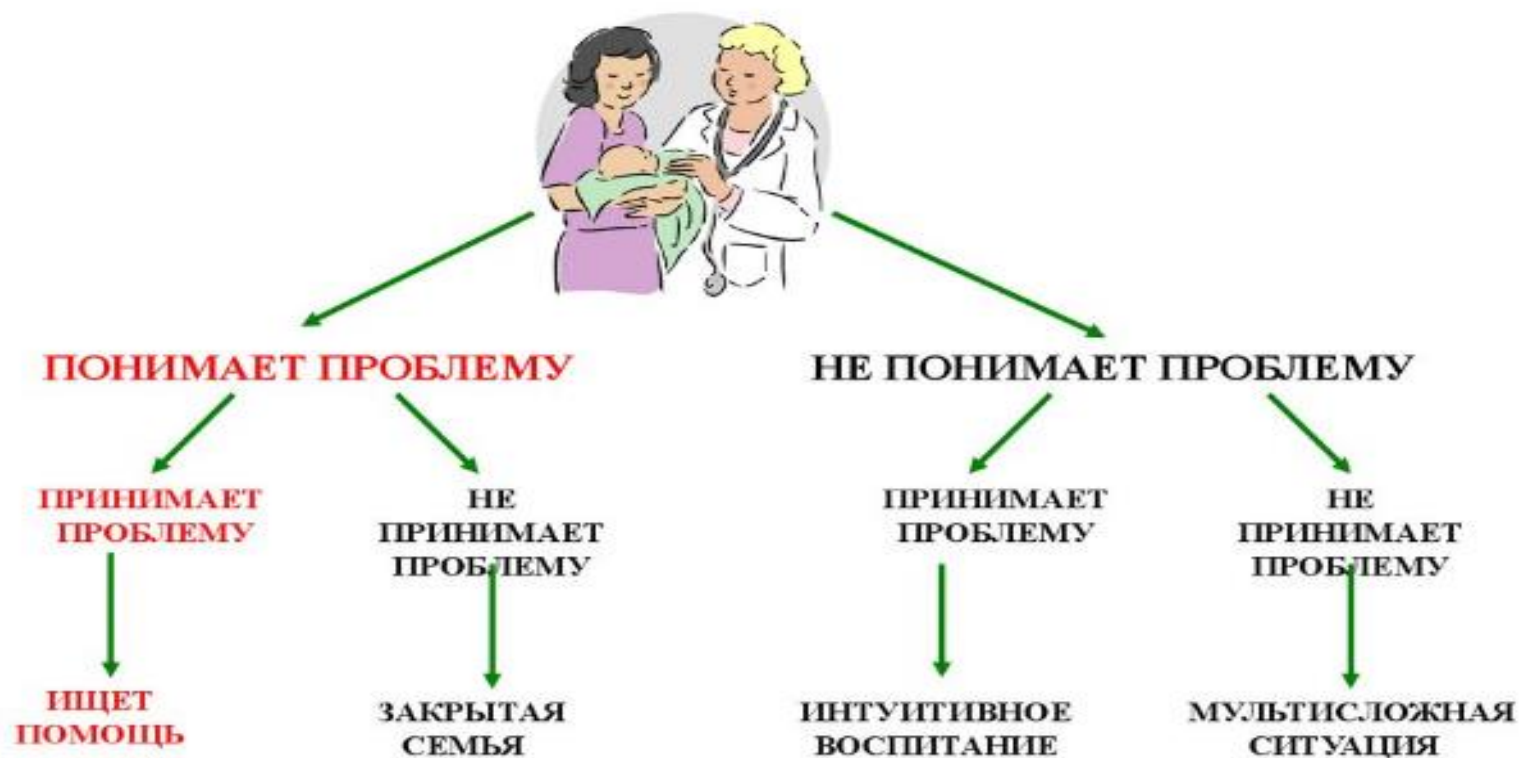 ПОНИМАЕТ ПРОБЛЕМУ
НЕ ПОНИМАЕТ ПРОБЛЕМУ
ПРИНИМАЕТ
ПРОБЛЕМУ
НЕ
ПРИНИМАЕТ
ПРОБЛЕМУ
ПРИНИМАЕТ
ПРОБЛЕМУ
НЕ
ПРИНИМАЕТ
ПРОБЛЕМУ
ИЩЕТ
ПОМОЩЬ
ЗАКРЫТАЯ
СЕМЬЯ
ИНТУИТИВНОЕ
ВОСПИТАНИЕ
МУЛЬТИСЛОЖНАЯ
СИТУАЦИЯ